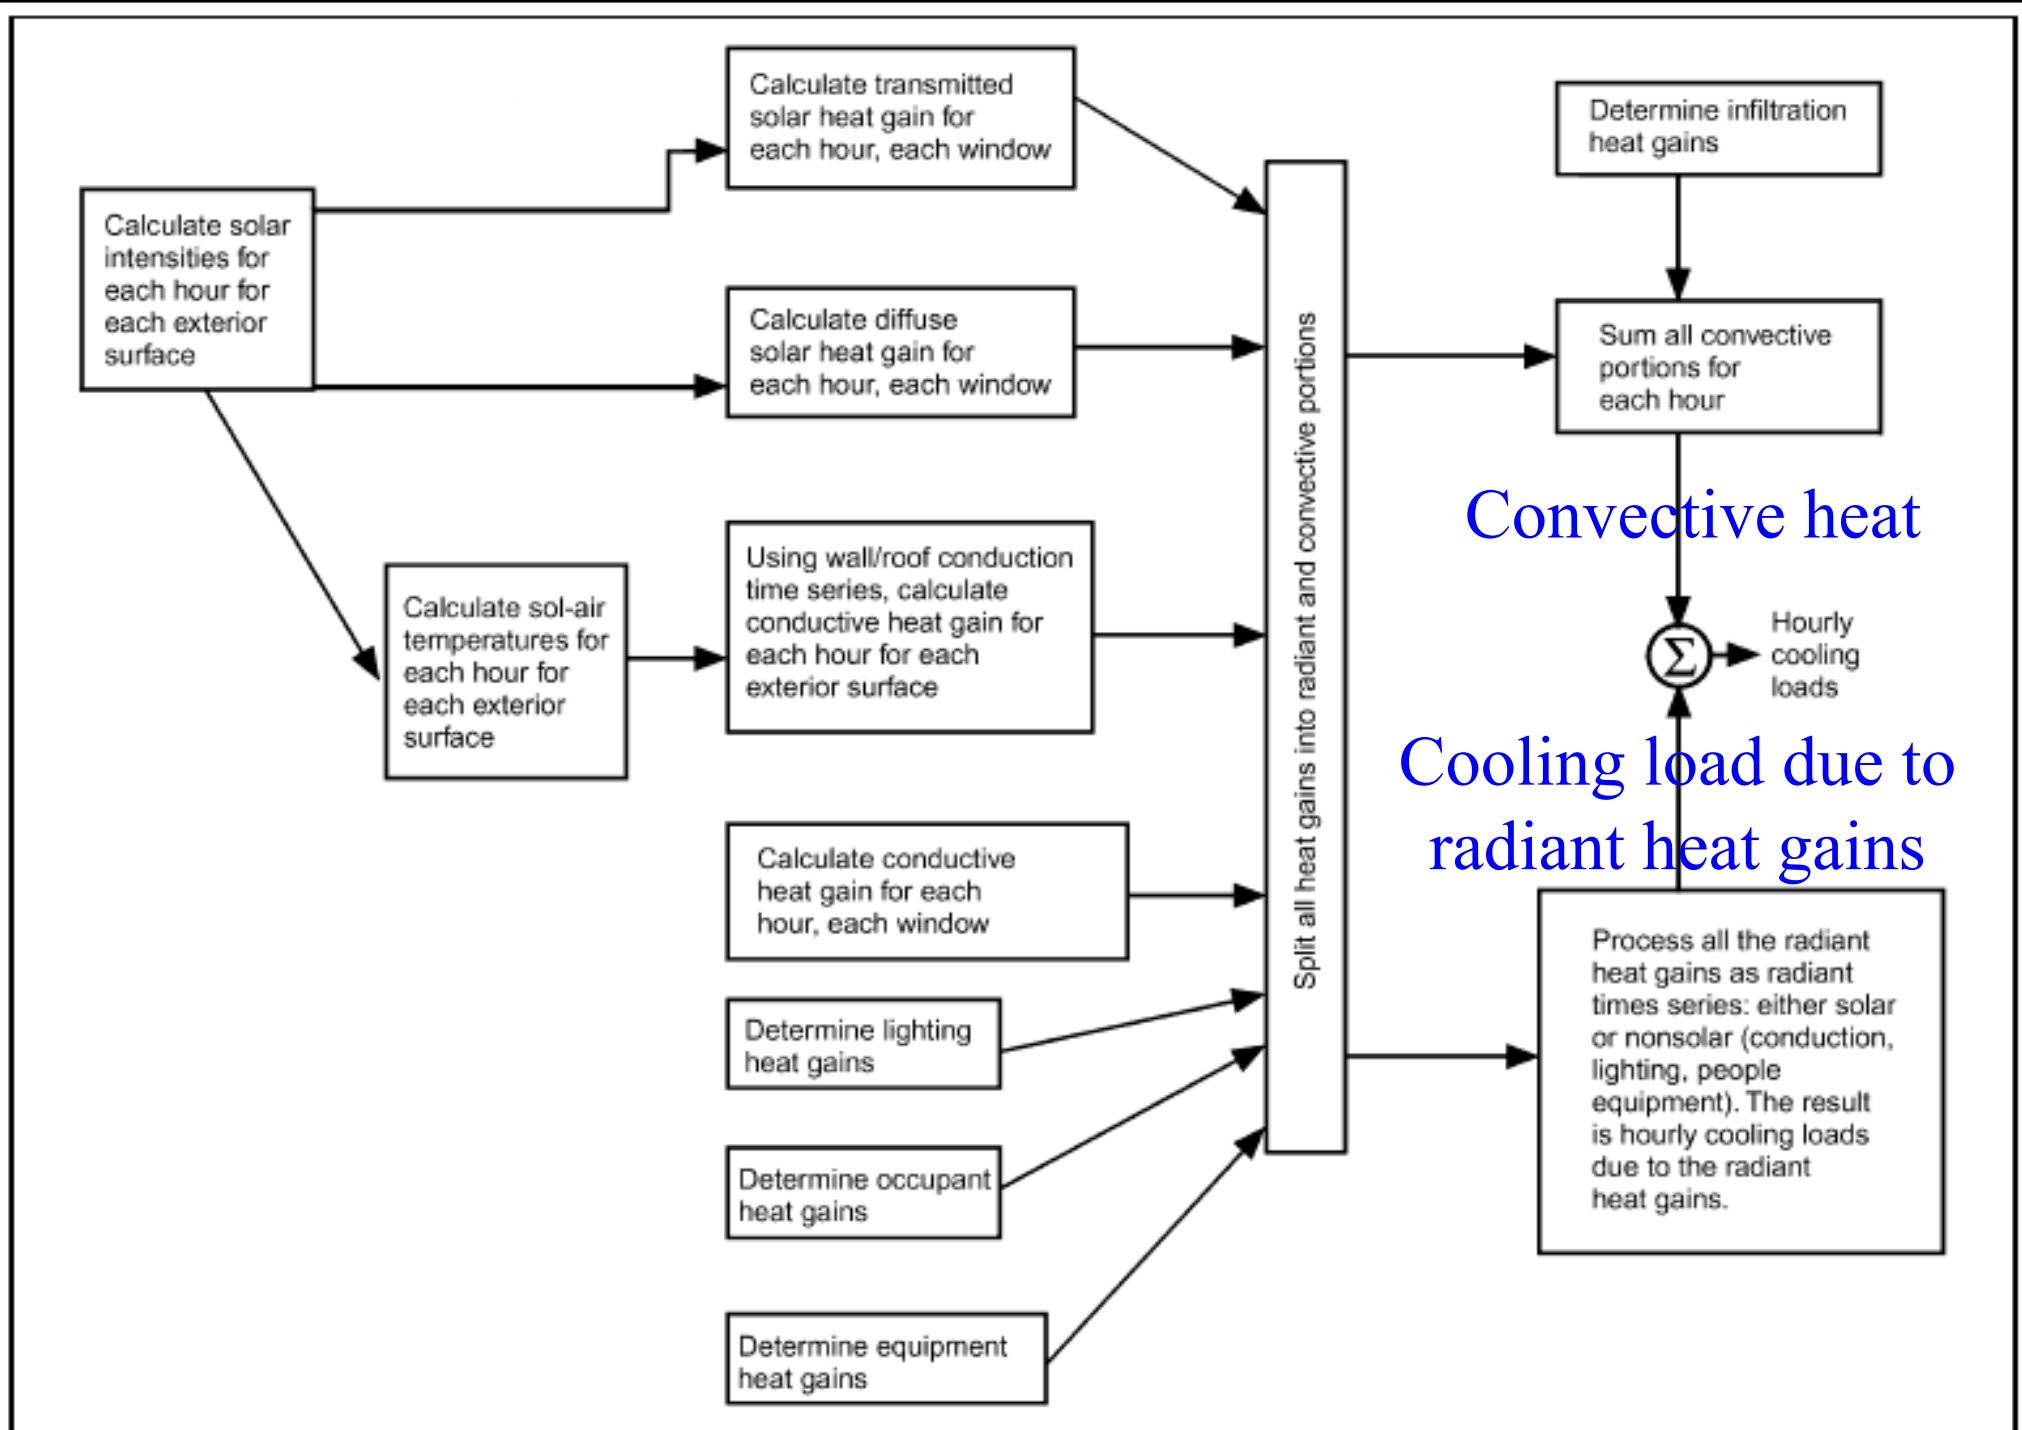 Calculate solar
intensities for
each hour for
each exterior
surface
Calculate transmitted
solar heat gain for
each hour, each window
Calculate diffuse
solar heat gain for
each hour, each window
Calculate sol-air
temperatures for
each hour for
each exterior
surface
Using wall/roof conduction
time series, calculate
conductive heat gain for
each hour for each
exterior surface
Calculate conductive
heat gain for each
hour, each window
Determine lighting
heat gains
Determine occupant
heat gains
Determine equipment
heat gains
Split all heat gains into radiant and convective portions
Determine infiltration
heat gains
Sum all convective
portions for
each hour
Convective heat
Σ
Hourly
cooling
loads
Cooling load due to
radiant heat gains
Process all the radiant
heat gains as radiant
times series: either solar
or nonsolar (conduction,
lighting, people
equipment). The result
is hourly cooling loads
due to the radiant
heat gains.